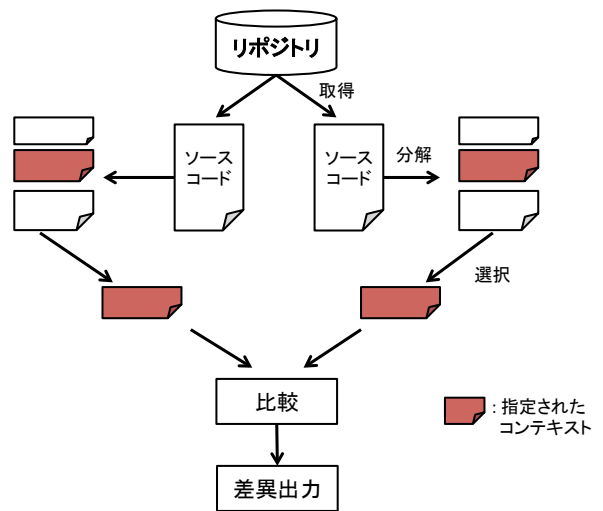 リポジトリ
取得
ソース
コード
ソース
コード
分解
選択
比較
:指定された
コンテキスト
差異出力